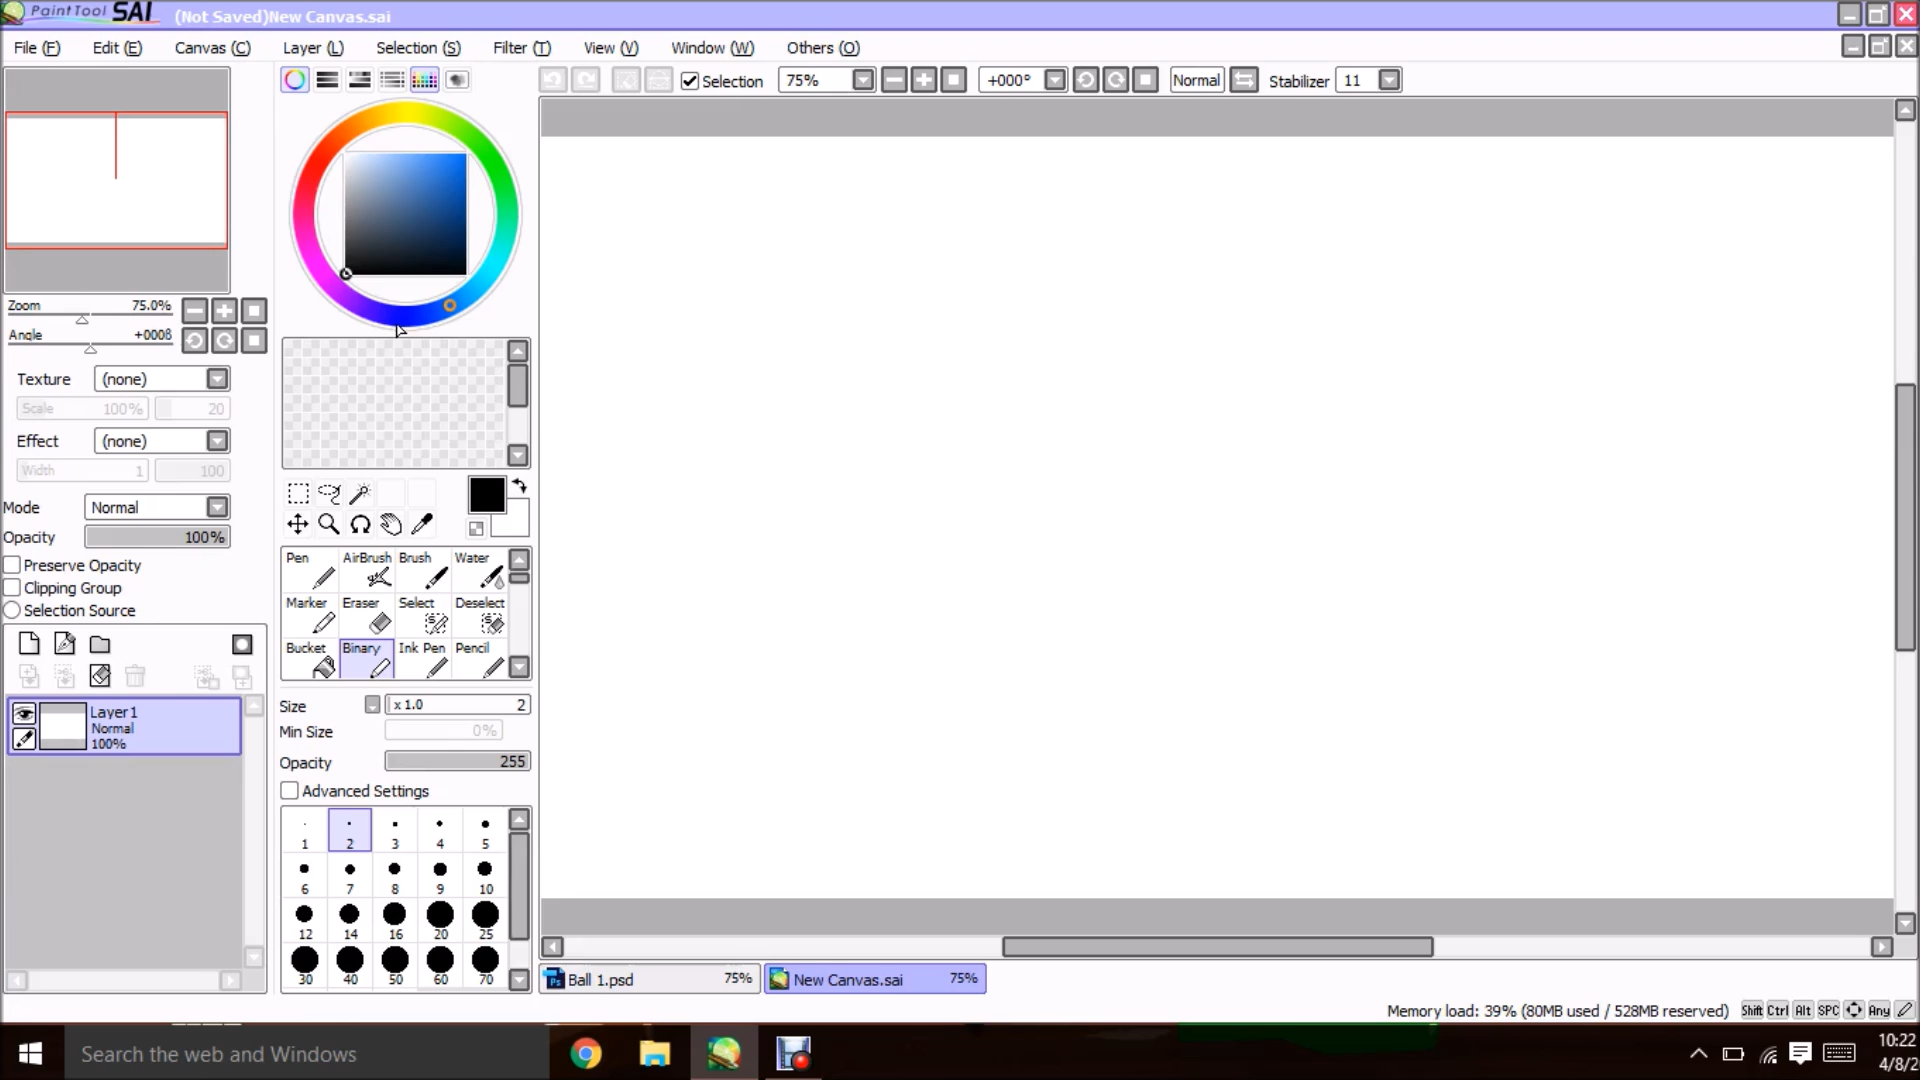 PaintTool SAI (Not Saved)New Canvas.sai
File (F) Edit (E) Canvas (C) Layer (L) Selection (S) Filter (T) View (V) Window (W) Others (O)
Selection 75% +000° Normal Stabilizer 11
Zoom 75.0%
Angle +000ß
Texture (none)
Scale 100% 20
Effect (none)
Width 1 100
Mode Normal
Opacity 100%
Preserve Opacity
Clipping Group
Selection Source
Layer1
Normal
100%
Pen AirBrush Brush Water
Marker Eraser Select Deselect
Bucket Binary Ink Pen Pencil
Size x 1.0 2
Min Size 0%
Opacity 255
Advanced Settings
1 2 3 4 5
6 7 8 9 10
12 14 16 20 25
30 40 50 60 70
Ball 1.psd 75% New Canvas.sai 75%
Memory load: 39% (80MB used / 528MB reserved) Shift Ctrl Alt SPC Any
Search the web and Windows
10:22
4/8/2